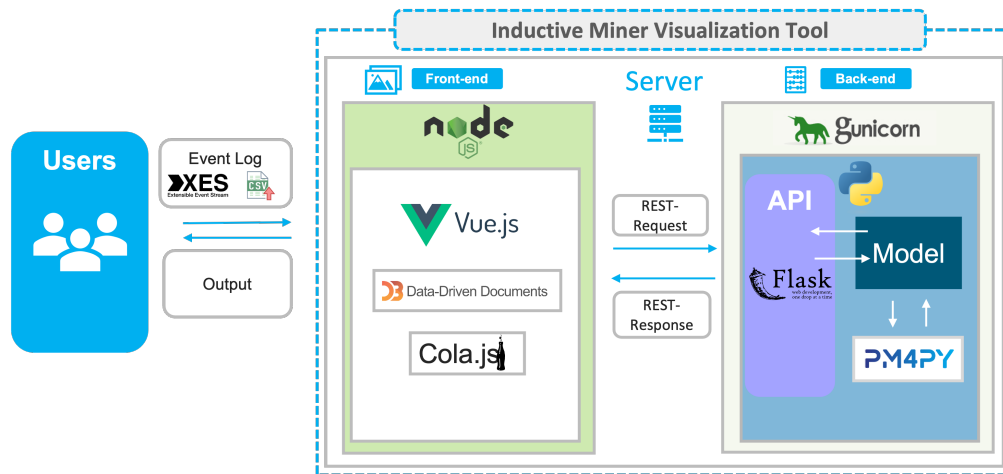 Inductive Miner Visualization Tool
Front-end
Server
Back-end
node
JS
gunicorn
Users
Event Log
XES
Extensible Event Stream
CSV
Output
Vue.js
D3 Data-Driven Documents
Cola.js
REST-
Request
REST-
Response
API
Model
Flask
web development,
one drop at a time
PM4PY